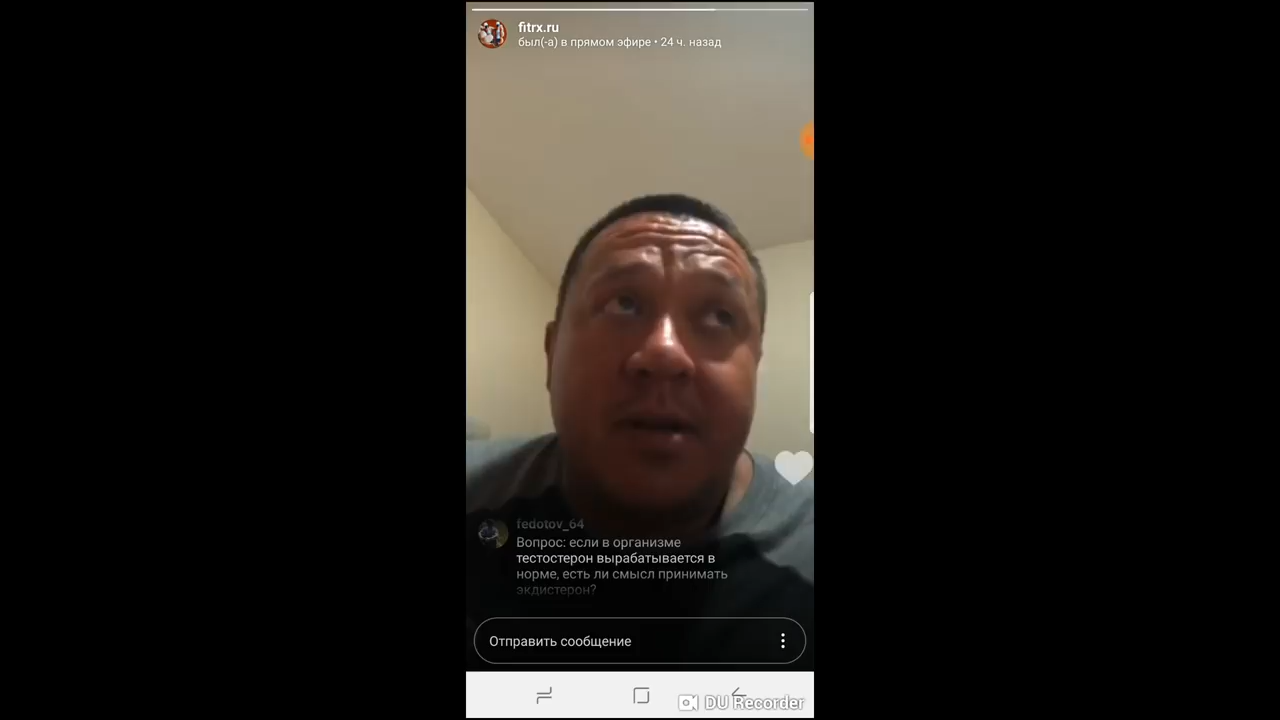 fitrx.ru
был(-а) в прямом эфире • 24 ч. назад
fedotov_64
Вопрос: если в организме
тестостерон вырабатывается в
норме, есть ли смысл принимать
экдистерон?
Отправить сообщение
DU Recorder